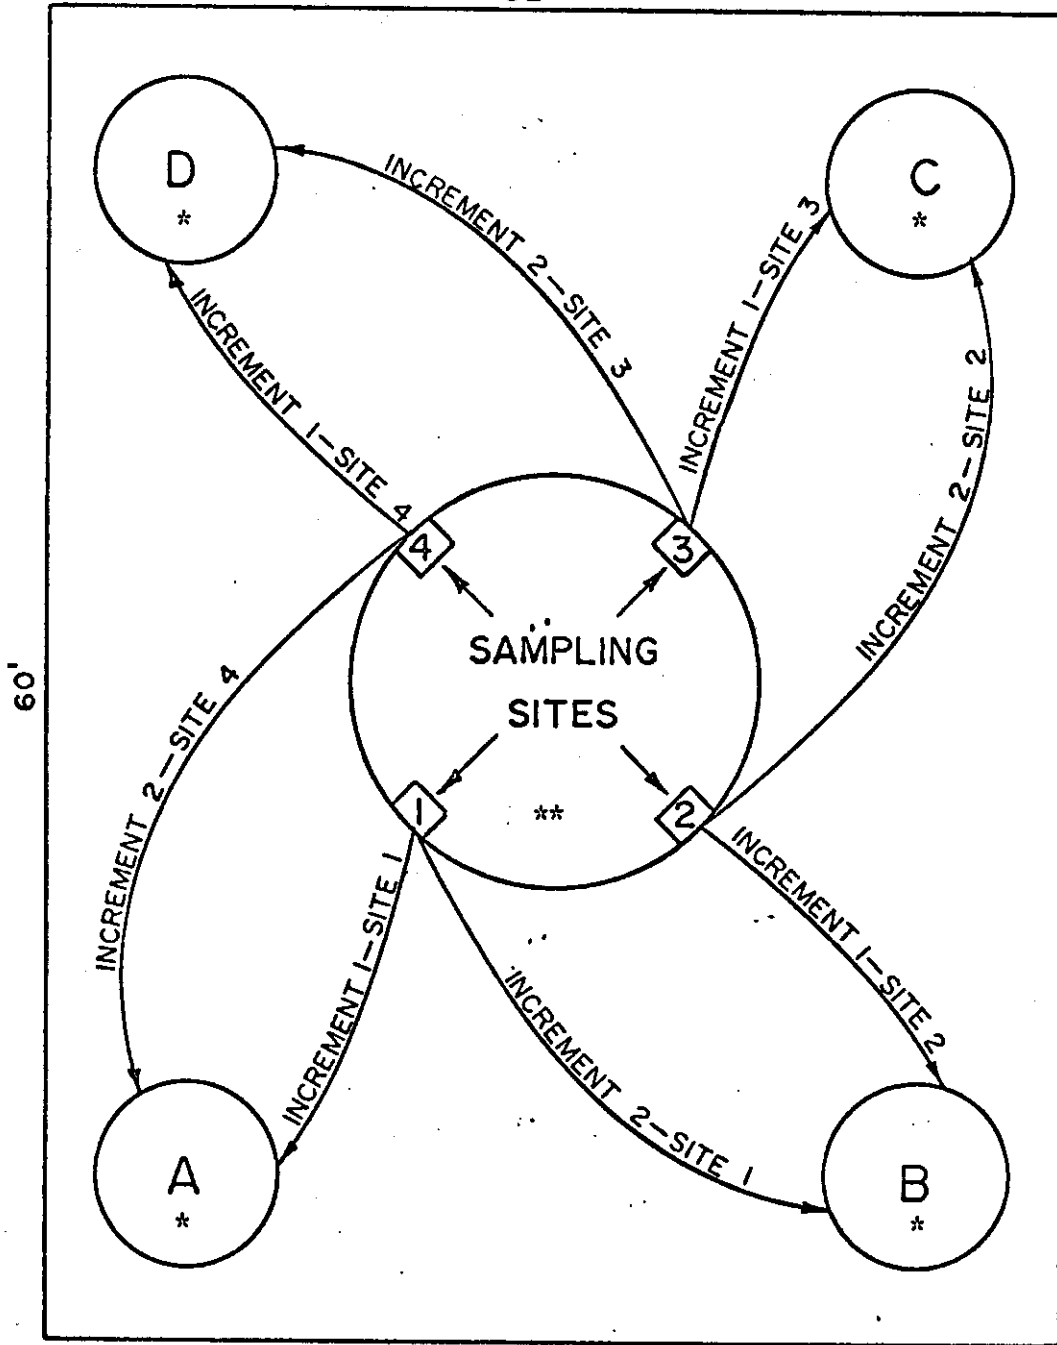 D
*
C
*
INCREMENT 2—SITE 3
INCREMENT 1—SITE 3
INCREMENT 1—SITE 4
INCREMENT 2—SITE 2
4
3
SAMPLING
SITES
60'
INCREMENT 2—SITE 4
1
**
2
INCREMENT 1—SITE 1
INCREMENT 1—SITE 2
INCREMENT 2—SITE 1
A
*
B
*